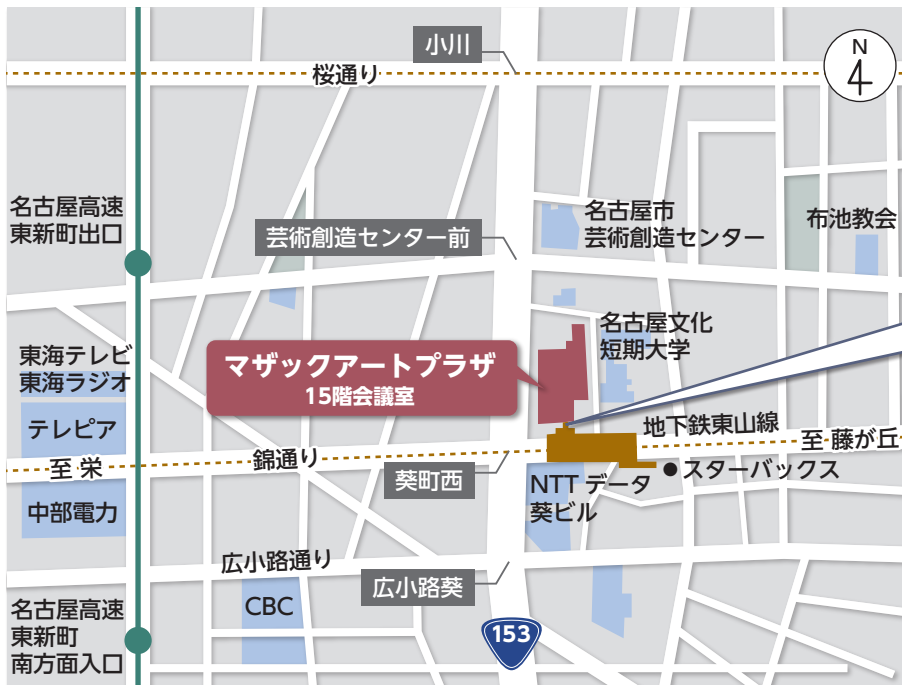 小川
N
桜通り
名古屋高速
東新町出口
芸術創造センター前
名古屋市
芸術創造センター
布池教会
名古屋文化
短期大学
東海テレビ
東海ラジオ
マザックアートプラザ
15階会議室
テレピア
地下鉄東山線
至 藤が丘
至 栄
錦通り
葵町西
スターバックス
NTT データ
葵ビル
中部電力
広小路通り
広小路葵
CBC
名古屋高速
東新町
南方面入口
153